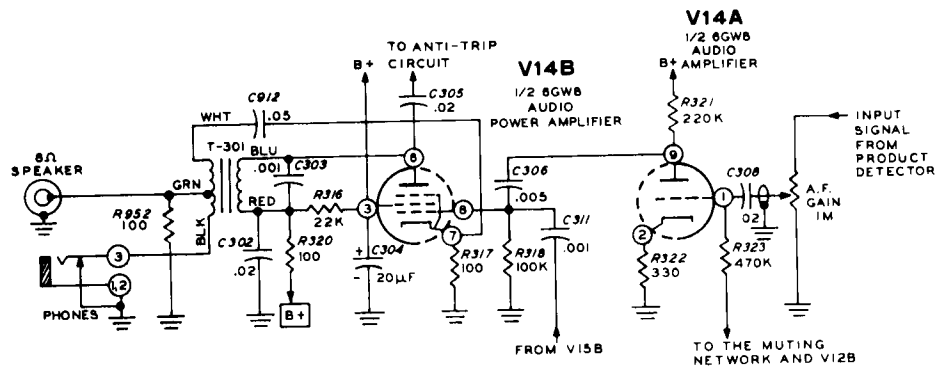 V14A
1/2 6GW8
AUDIO
AMPLIFIER
B+
TO ANTI-TRIP
CIRCUIT
B+
V14B
1/2 6GW8
AUDIO
POWER AMPLIFIER
C912
.05
WHT
C305
.02
R321
220K
INPUT
SIGNAL
FROM
PRODUCT
DETECTOR
T-301
BLU
.001
C303
6
9
C306
.005
C308
.02
A.F.
GAIN
1M
8Ω
SPEAKER
GRN
RED
R316
22K
3
8
7
1
2
R952
100
BLK
C302
.02
R320
100
C304
+
-
20μF
R317
100
R318
100K
C311
.001
R322
330
R323
470K
3
1,2
PHONES
B+
FROM V15B
TO THE MUTING
NETWORK AND V12B